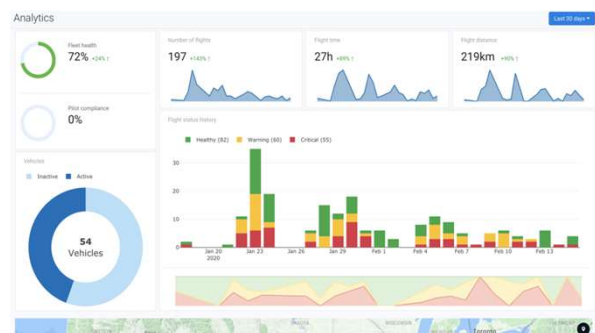 Analytics
Last 30 days
Fleet health
72% +24% ↑
Pilot compliance
0%
Number of flights
197 +143% ↑
Flight time
27h +89% ↑
Flight distance
219km +90% ↑
Flight status history
Healthy (82) Warning (60) Critical (55)
30
20
10
0
Jan 20 Jan 23 Jan 26 Jan 29 Feb 1 Feb 4 Feb 7 Feb 10 Feb 13
2020
Vehicles
Inactive Active
54
Vehicles
WISCONSIN
Toronto